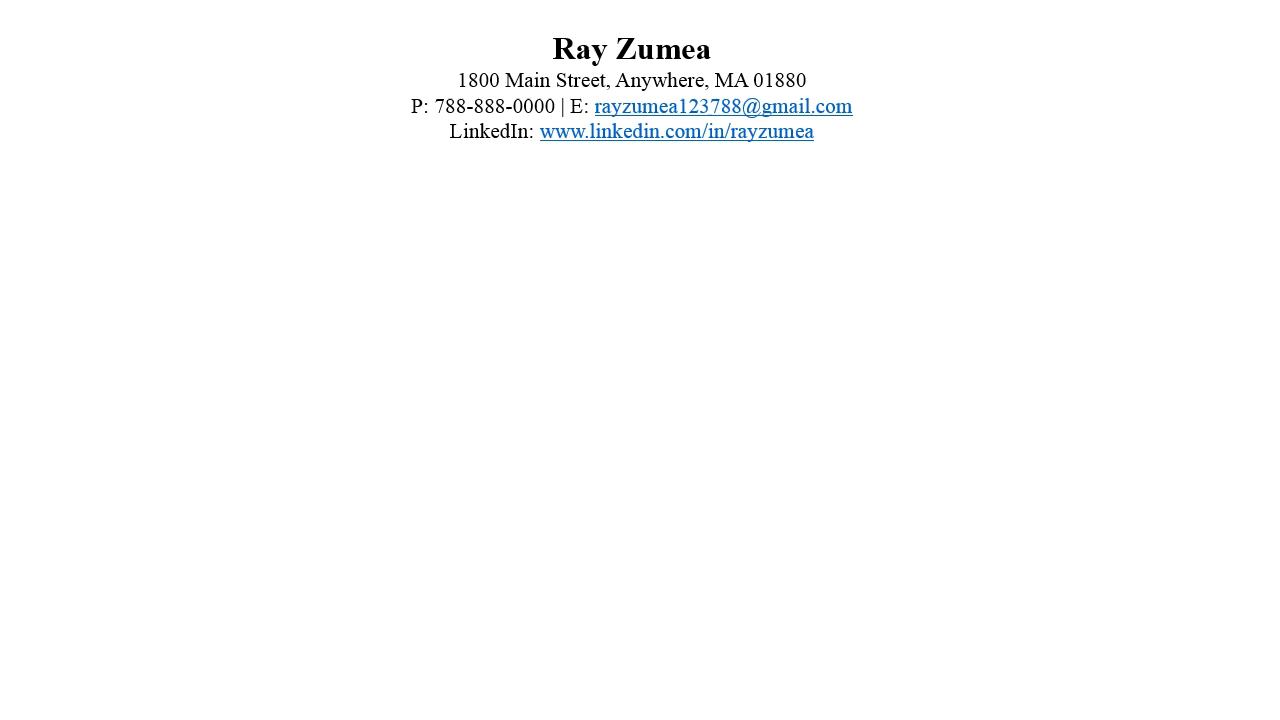 Ray Zumea
1800 Main Street, Anywhere, MA 01880
P: 788-888-0000 | E: rayzumea123788@gmail.com
LinkedIn: www.linkedin.com/in/rayzumea